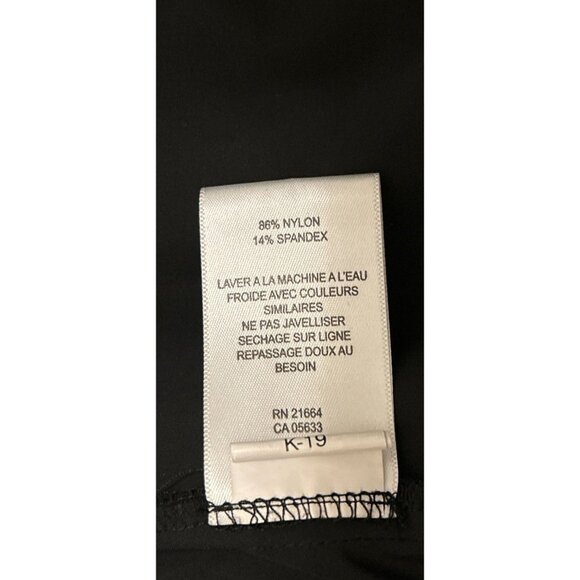 86% NYLON
14% SPANDEX
LAVER A LA MACHINE A L'EAU
FROIDE AVEC COULEURS
SIMILAIRES
NE PAS JAVELLISER
SECHAGE SUR LIGNE
REPASSAGE DOUX AU
BESOIN
RN 21664
CA 05633
K-19